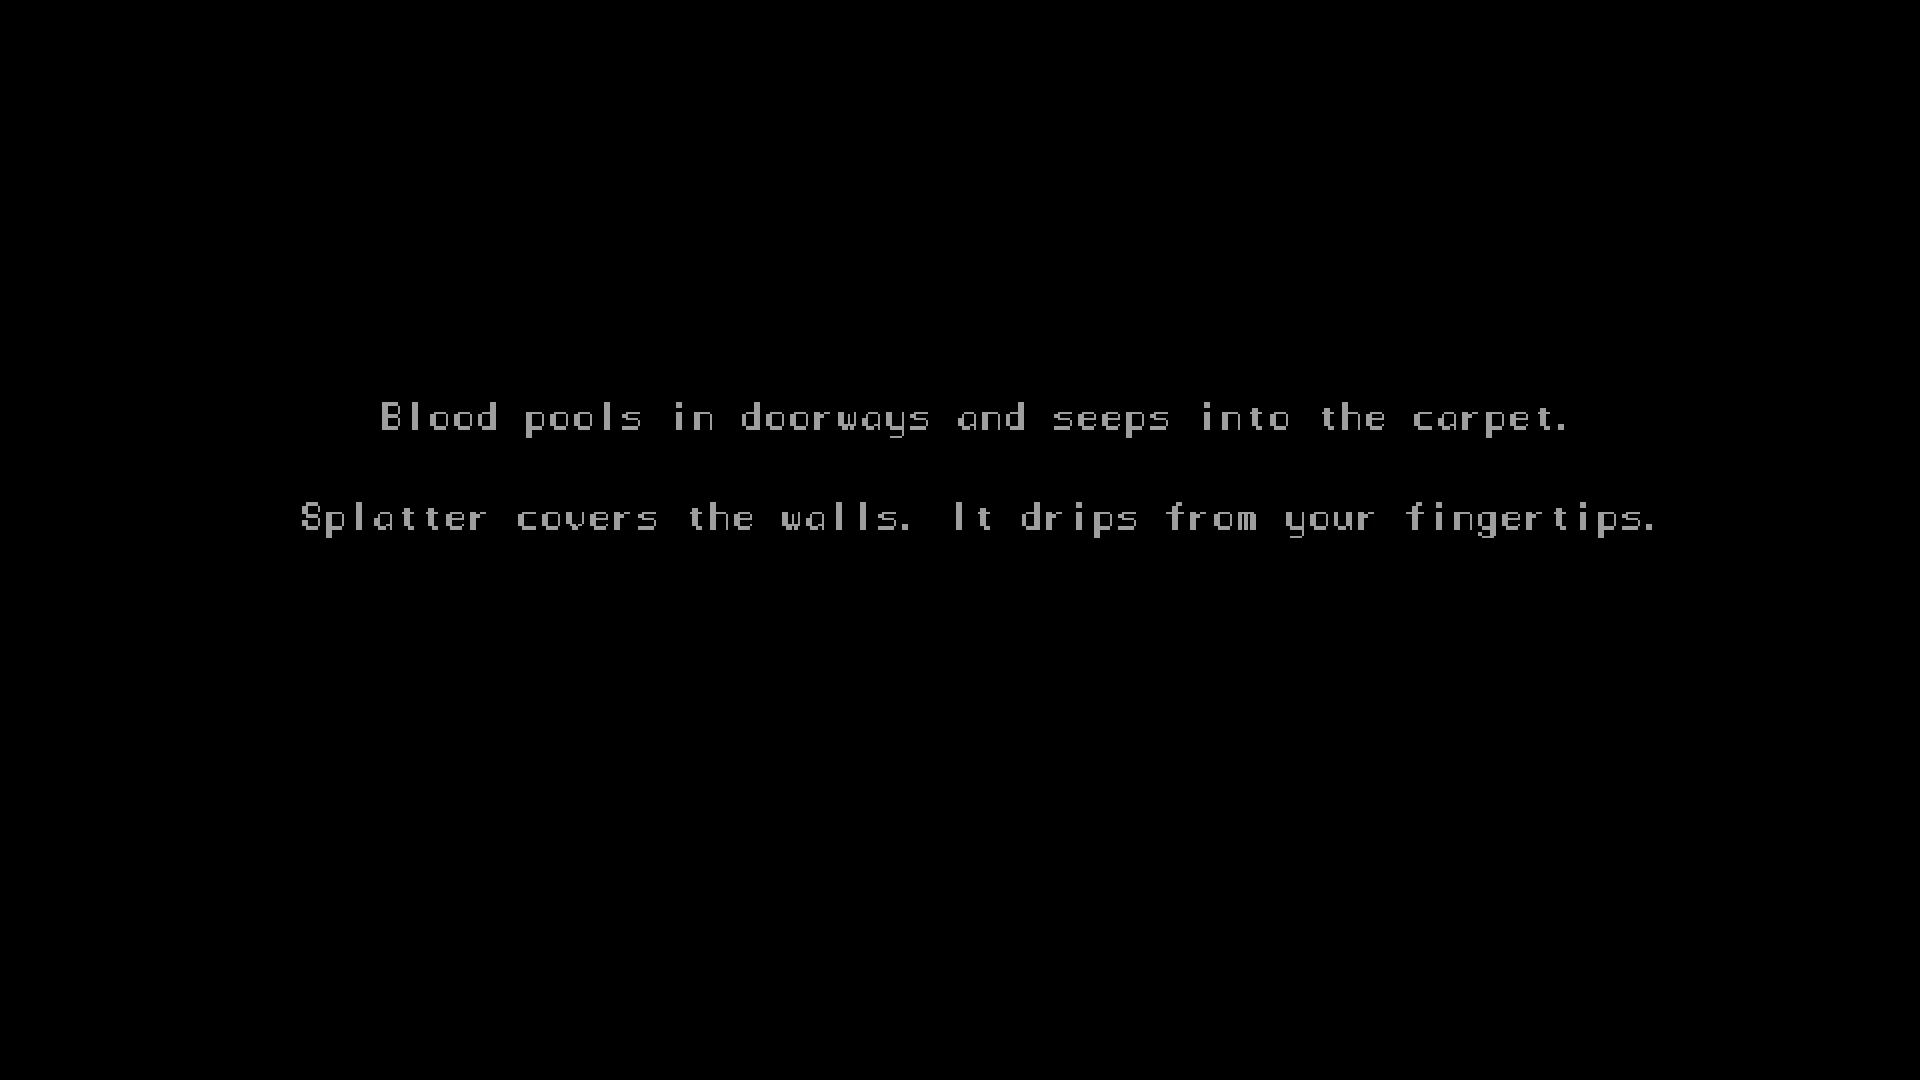 Blood pools in doorways and seeps into the carpet.
Splatter covers the walls. It drips from your fingertips.